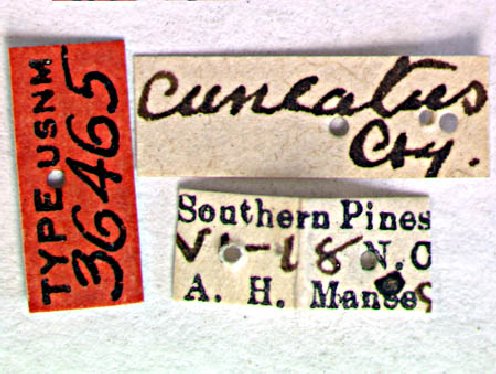 TYPE USNM
36465
cuneatus
Cry.
Southern Pines
VI-18 N.C
A. H. Manee